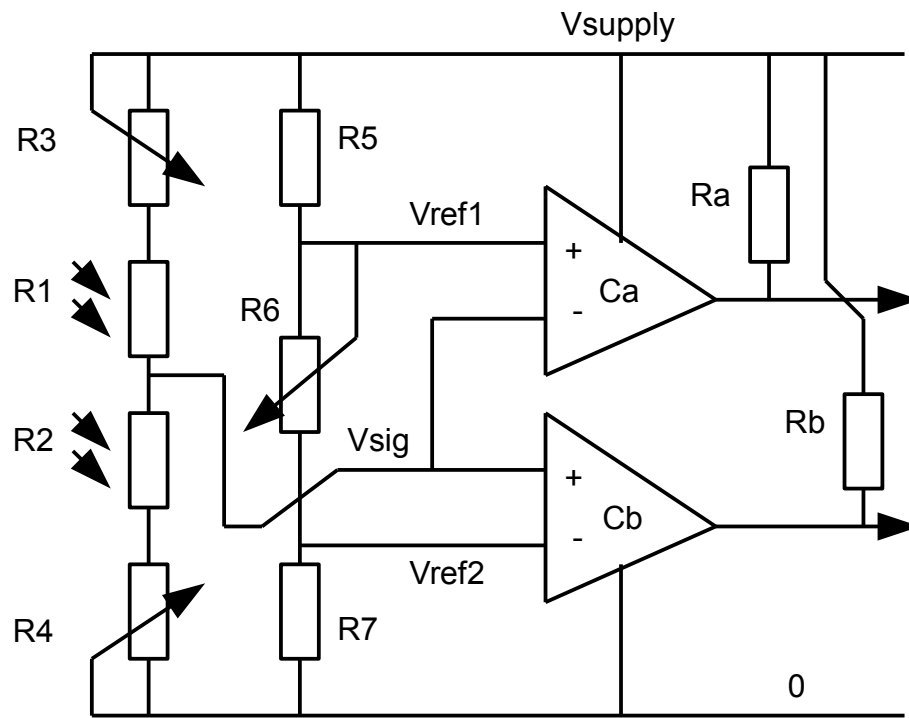 Vsupply
R3
R5
Ra
Vref1
+
Ca
-
R1
R6
R2
Vsig
Rb
+
Cb
-
Vref2
R4
R7
0